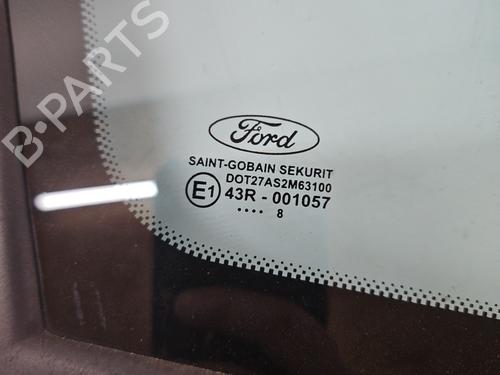 B-PARTS
Ford
SAINT-GOBAIN SEKURIT
DOT27AS2M63100
E1 43R - 001057
.... 8